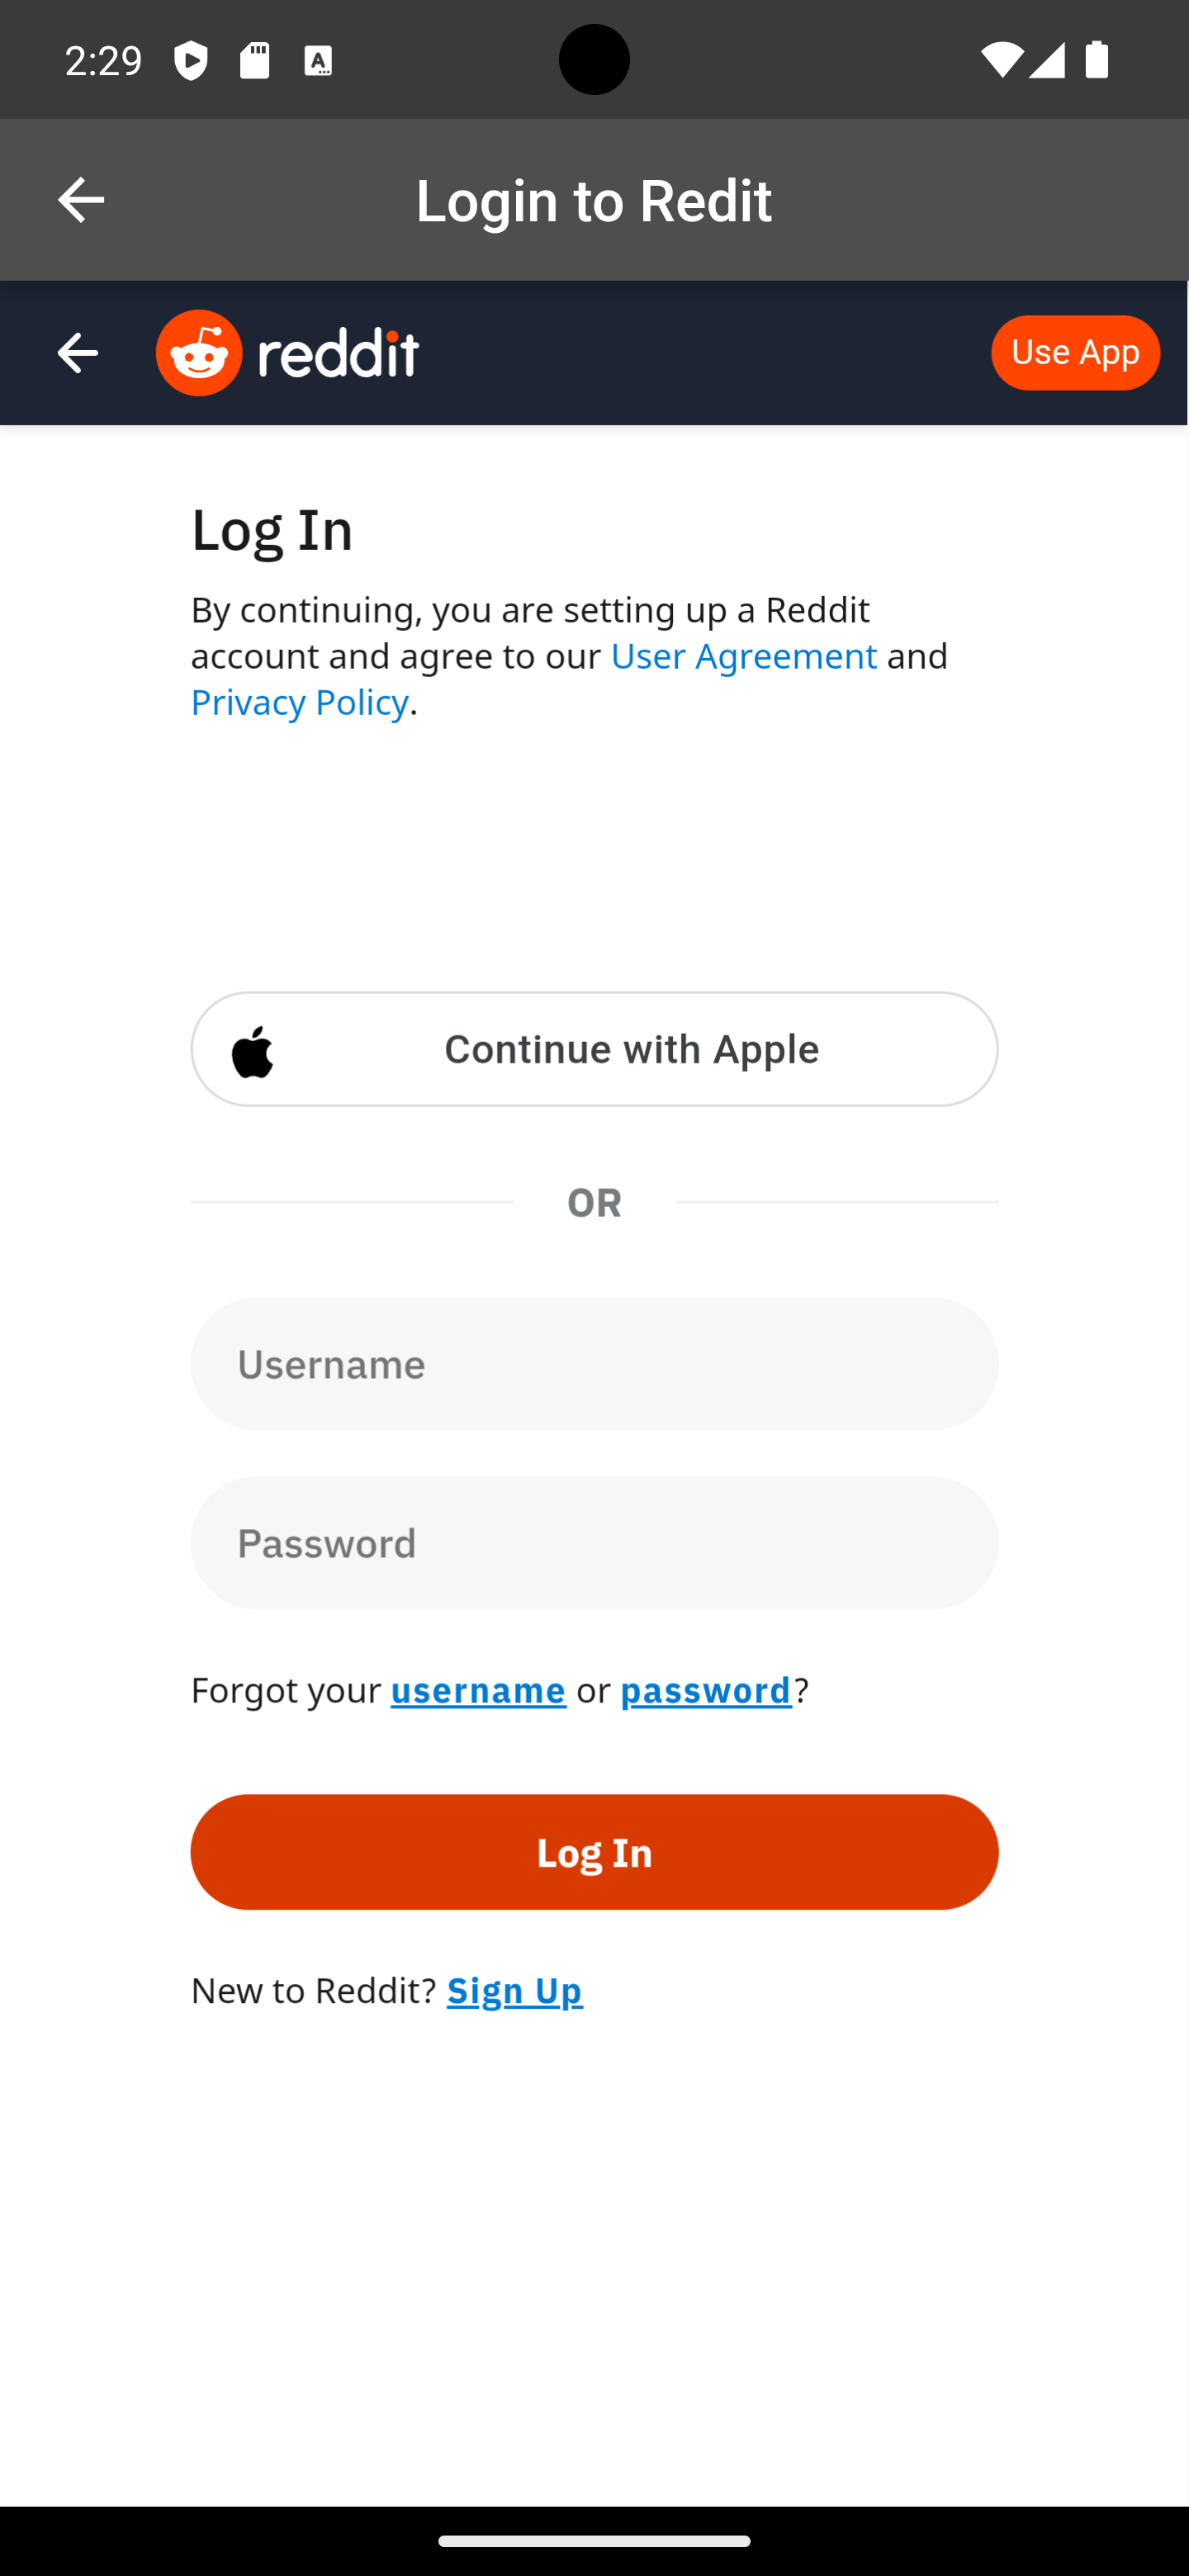 2:29
Login to Redit
reddit
Use App
Log In
By continuing, you are setting up a Reddit
account and agree to our User Agreement and
Privacy Policy.
Continue with Apple
OR
Username
Password
Forgot your username or password?
Log In
New to Reddit? Sign Up